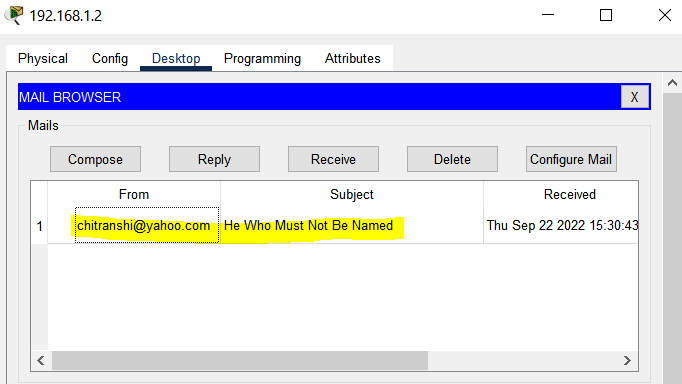 192.168.1.2
Physical Config Desktop Programming Attributes
MAIL BROWSER X
Mails
Compose Reply Receive Delete Configure Mail
From Subject Received
1 chitranshi@yahoo.com He Who Must Not Be Named Thu Sep 22 2022 15:30:43